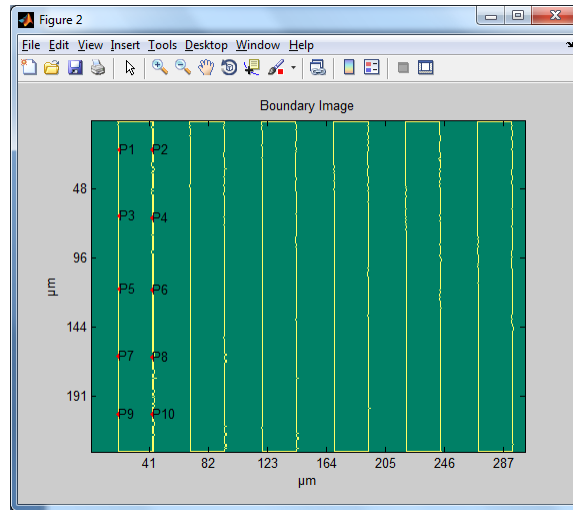 Figure 2
File Edit View Insert Tools Desktop Window Help
Boundary Image
P1 P2
48
P3 P4
96
P5 P6
µm
144
P7 P8
191
P9 P10
41 82 123 164 205 246 287
µm